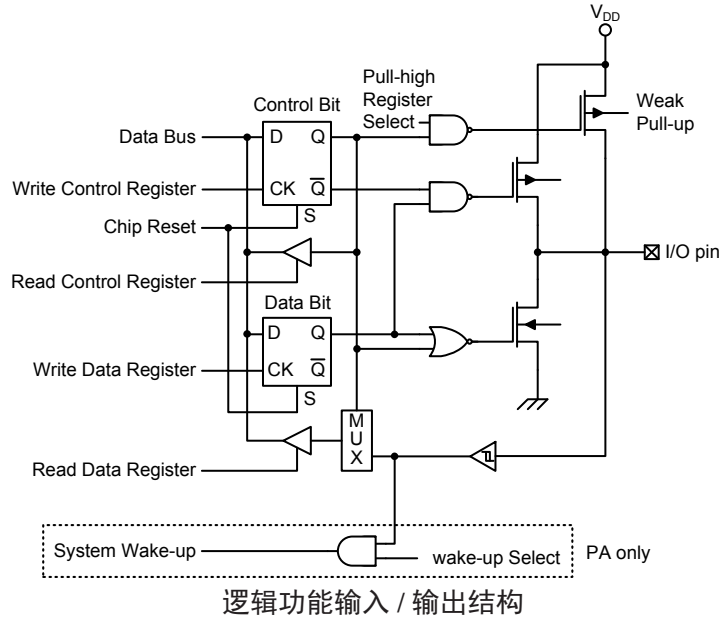 VDD
Pull-high
Register
Select
Control Bit
Weak
Pull-up
Data Bus
D
Q
Write Control Register
CK
Q
S
Chip Reset
I/O pin
Read Control Register
Data Bit
D
Q
Write Data Register
CK
Q
S
M
U
X
Read Data Register
System Wake-up
wake-up Select
PA only
逻辑功能输入 / 输出结构